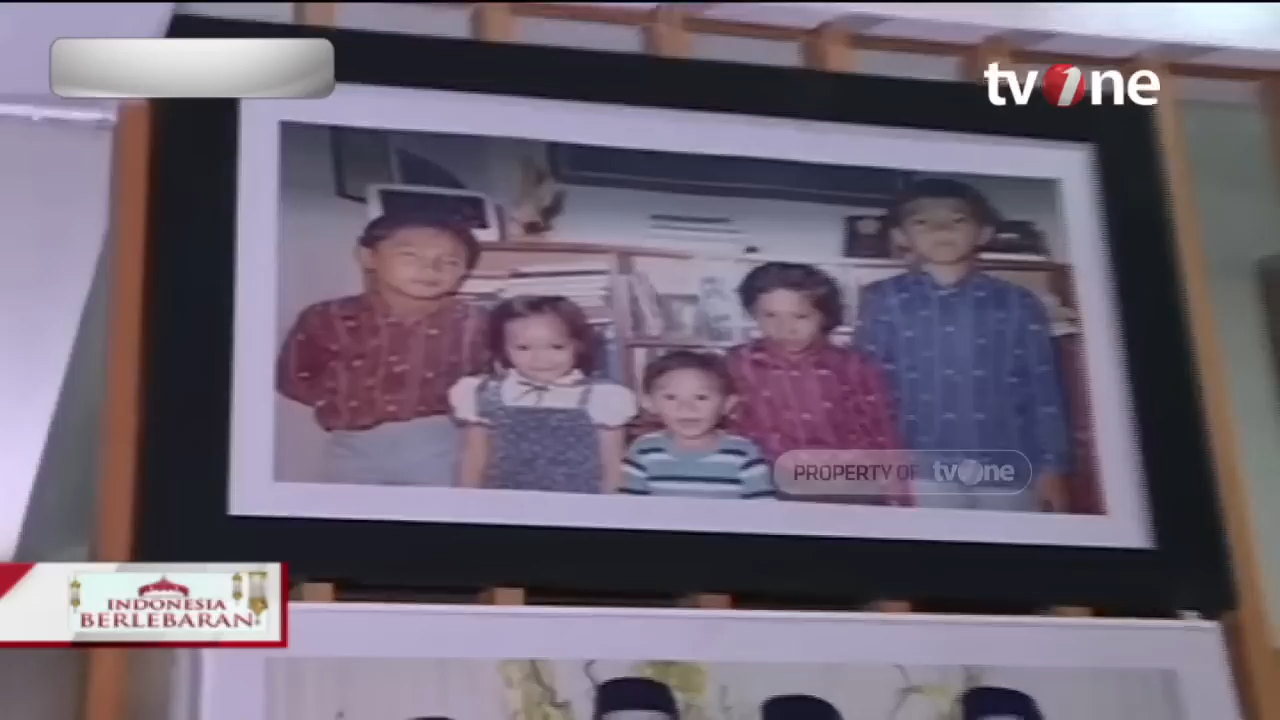 tvOne
PROPERTY OF tvOne
INDONESIA
BERLEBARAN